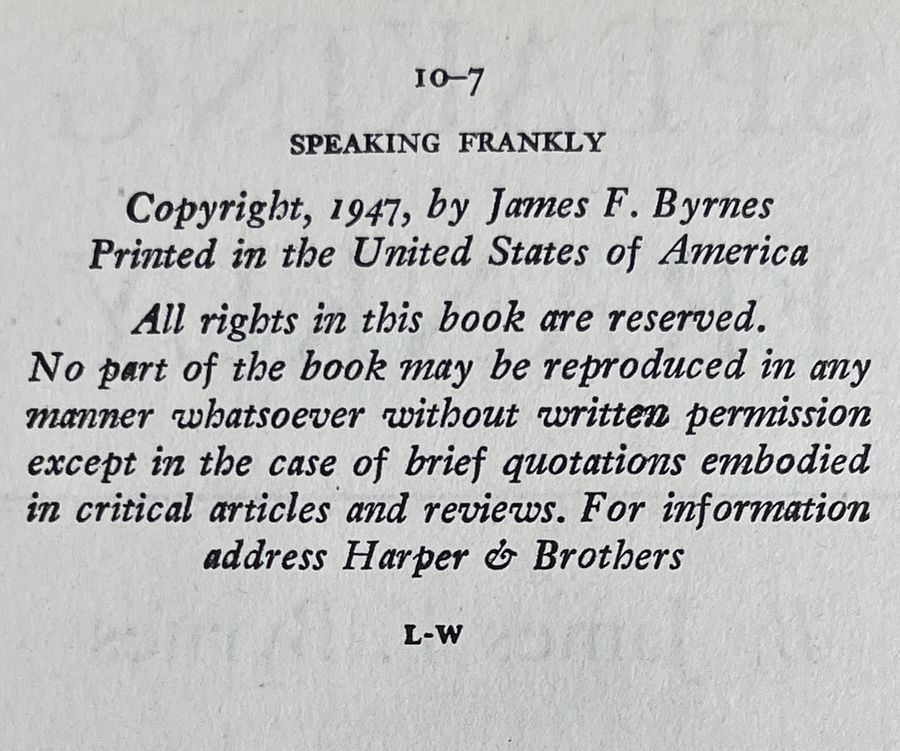 10-7
SPEAKING FRANKLY
Copyright, 1947, by James F. Byrnes
Printed in the United States of America
All rights in this book are reserved.
No part of the book may be reproduced in any
manner whatsoever without written permission
except in the case of brief quotations embodied
in critical articles and reviews. For information
address Harper & Brothers
L-W